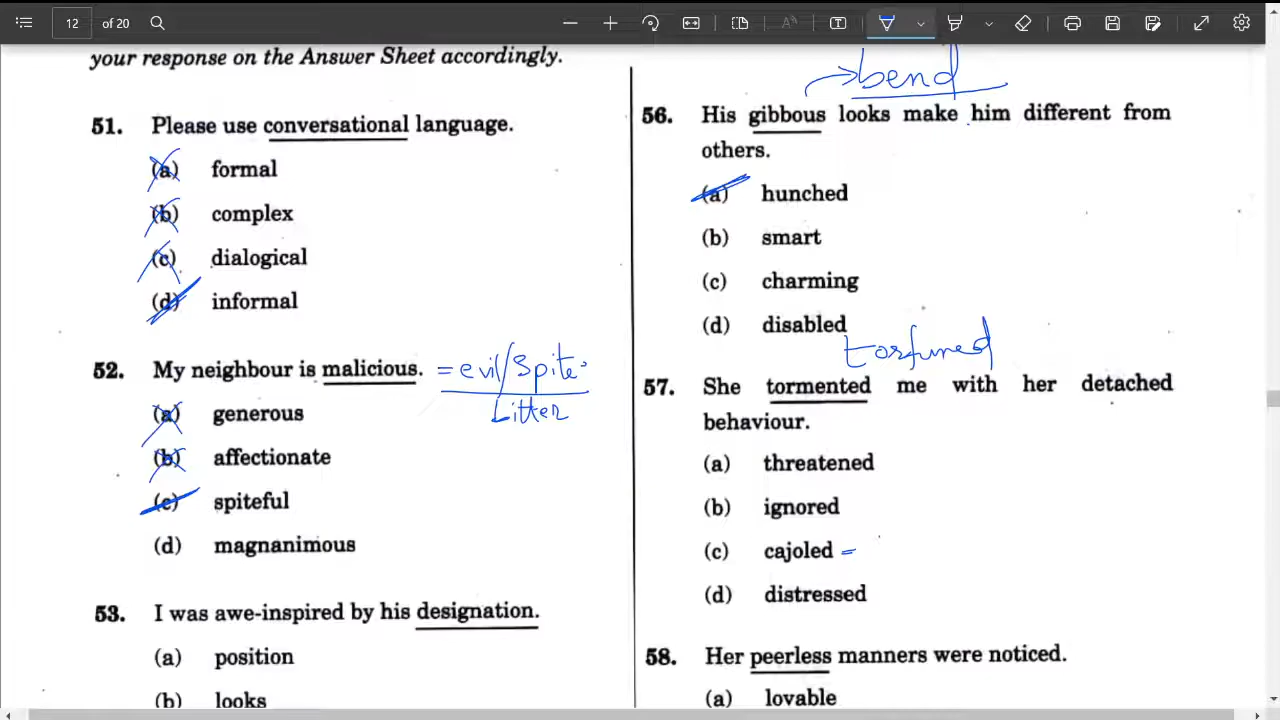 12 of 20
your response on the Answer Sheet accordingly.
51. Please use conversational language.
(a) formal
(b) complex
(c) dialogical
(d) informal
52. My neighbour is malicious. = evil/Spite
Litter
(a) generous
(b) affectionate
(c) spiteful
(d) magnanimous
53. I was awe-inspired by his designation.
(a) position
(b) looks
bend
56. His gibbous looks make him different from
others.
(a) hunched
(b) smart
(c) charming
(d) disabled
57. She tormented me with her detached
behaviour.
(a) threatened
(b) ignored
(c) cajoled =
(d) distressed
58. Her peerless manners were noticed.
(a) lovable